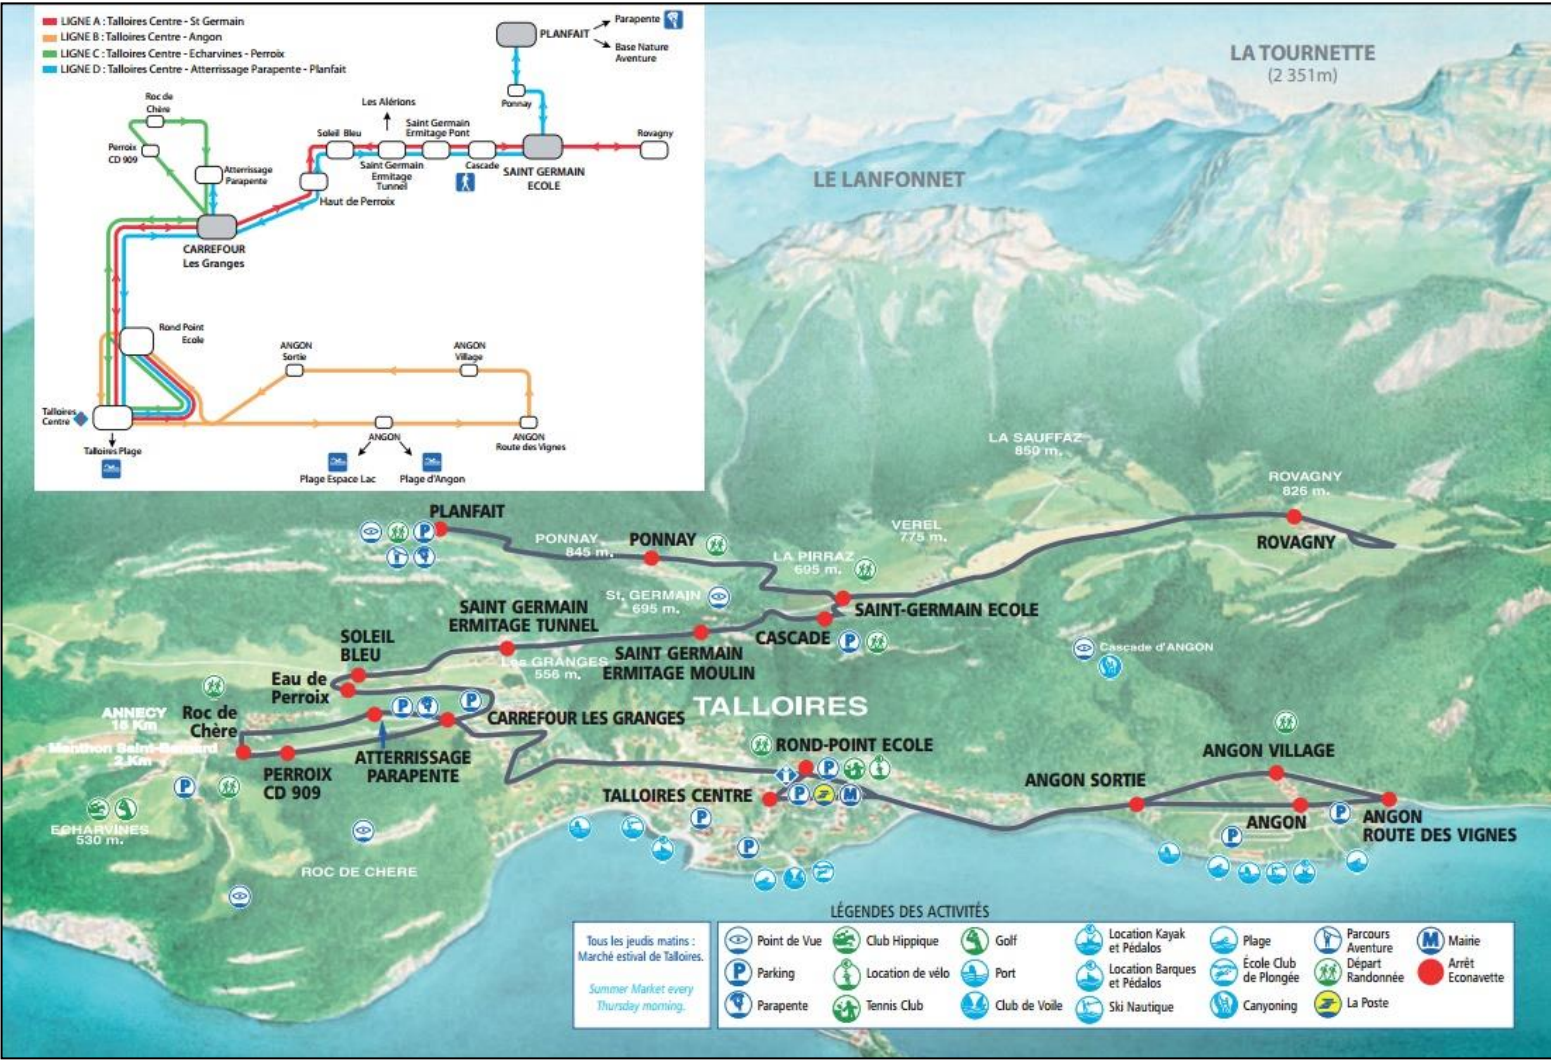 LIGNE A : Talloires Centre - St Germain
LIGNE B : Talloires Centre - Angon
LIGNE C : Talloires Centre - Echarvines - Perroix
LIGNE D : Talloires Centre - Atterrissage Parapente - Planfait
PLANFAIT
Parapente
Base Nature
Aventure
Ponnay
Roc de
Chère
Perroix
CD 909
Atterrissage
Parapente
Les Alérions
Soleil Bleu
Saint Germain
Ermitage Pont
Saint Germain
Ermitage
Tunnel
Cascade
SAINT GERMAIN
ECOLE
Rovagny
Haut de Perroix
CARREFOUR
Les Granges
Rond Point
Ecole
Talloires
Centre
Talloires Plage
ANGON
Sortie
ANGON
Village
ANGON
ANGON
Route des Vignes
Plage Espace Lac
Plage d'Angon
LA TOURNETTE
(2 351m)
LE LANFONNET
LA SAUFFAZ
850 m.
ROVAGNY
826 m.
ROVAGNY
VEREL
775 m.
PLANFAIT
P
PONNAY
845 m.
PONNAY
LA PIRRAZ
695 m.
St. GERMAIN
695 m.
SAINT-GERMAIN ECOLE
CASCADE
P
SAINT GERMAIN
ERMITAGE TUNNEL
SAINT GERMAIN
ERMITAGE MOULIN
Les GRANGES
556 m.
SOLEIL
BLEU
Eau de
Perroix
Cascade d'ANGON
TALLOIRES
ANNECY
18 Km
Menthon Saint-Bernard
2 Km
Roc de
Chère
P
P
CARREFOUR LES GRANGES
ATTERRISSAGE
PARAPENTE
PERROIX
CD 909
P
ECHARVINES
530 m.
ROC DE CHERE
ROND-POINT ECOLE
P
TALLOIRES CENTRE
P
M
P
P
ANGON VILLAGE
ANGON SORTIE
ANGON
P
P
ANGON
ROUTE DES VIGNES
LÉGENDES DES ACTIVITÉS
Tous les jeudis matins :
Marché estival de Talloires.
Summer Market every
Thursday morning.
Point de Vue
P Parking
Parapente
Club Hippique
Location de vélo
Tennis Club
Golf
Port
Club de Voile
Location Kayak
et Pédalos
Location Barques
et Pédalos
Ski Nautique
Plage
École Club
de Plongée
Canyoning
Parcours
Aventure
Départ
Randonnée
La Poste
M Mairie
Arrêt
Econavette